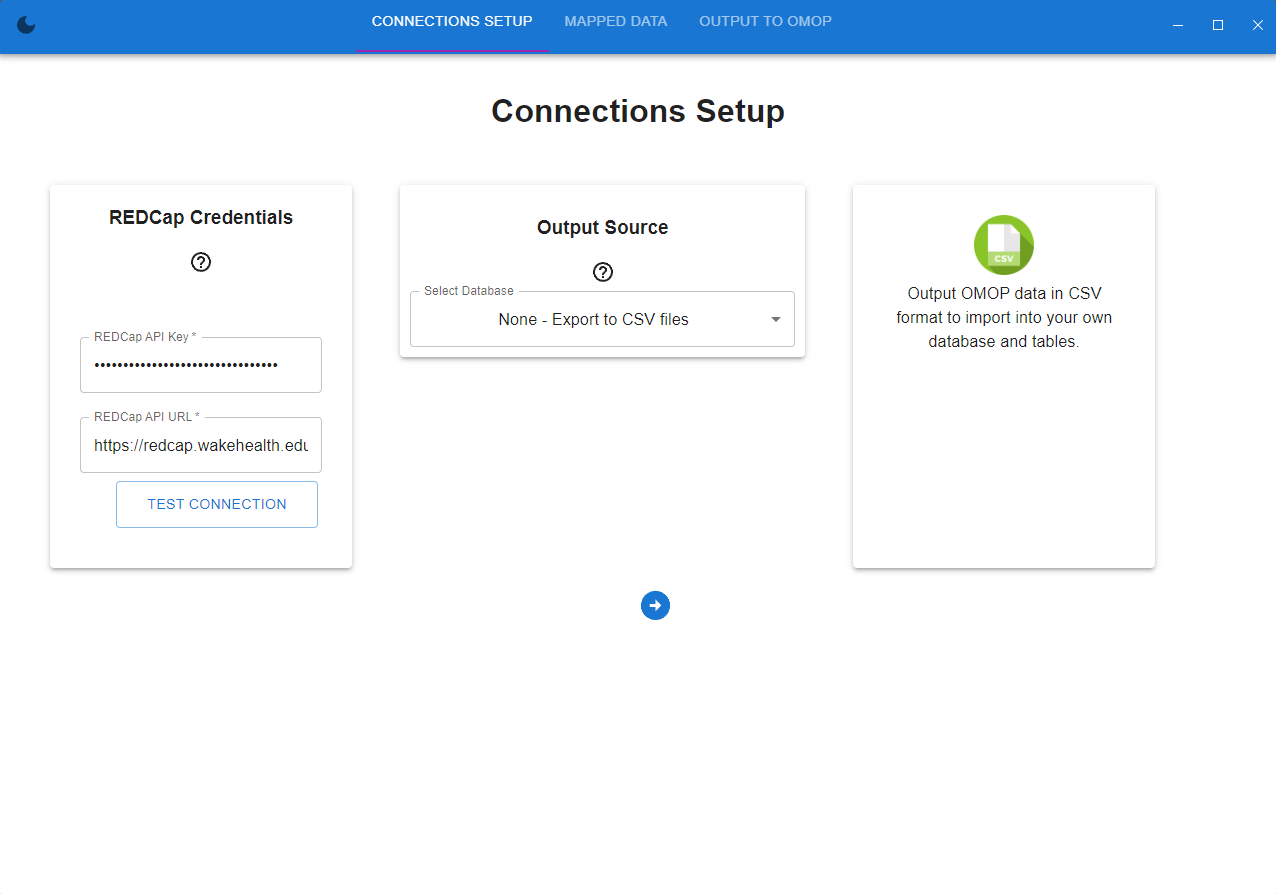 CONNECTIONS SETUP
MAPPED DATA
OUTPUT TO OMOP
Connections Setup
REDCap Credentials
REDCap API Key *
••••••••••••••••••••••••••••••••
REDCap API URL *
https://redcap.wakehealth.edu
TEST CONNECTION
Output Source
Select Database
None - Export to CSV files
CSV
Output OMOP data in CSV
format to import into your own
database and tables.